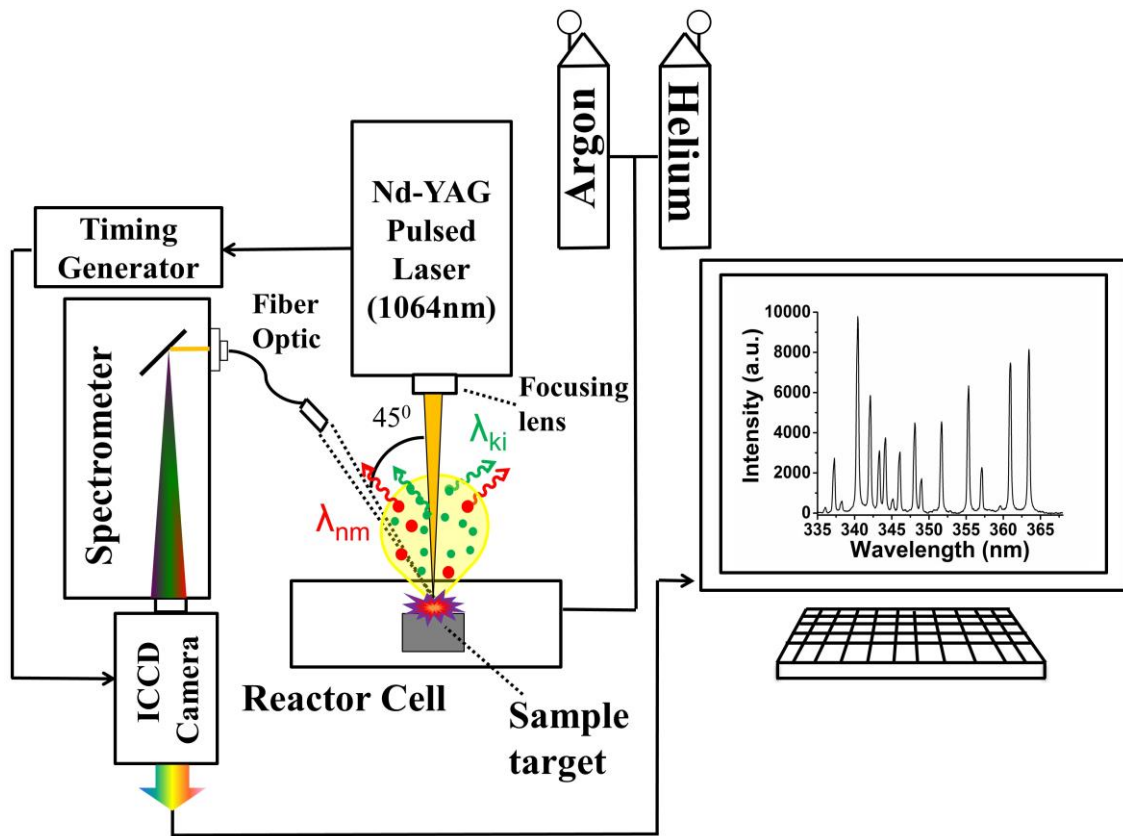 Argon
Helium
Nd-YAG
Pulsed
Laser
(1064nm)
Timing
Generator
Fiber
Optic
Focusing
lens
45⁰
λki
λnm
Spectrometer
ICCD
Camera
Reactor Cell
Sample
target
Intensity (a.u.)
10000
8000
6000
4000
2000
0
335 340 345 350 355 360 365
Wavelength (nm)